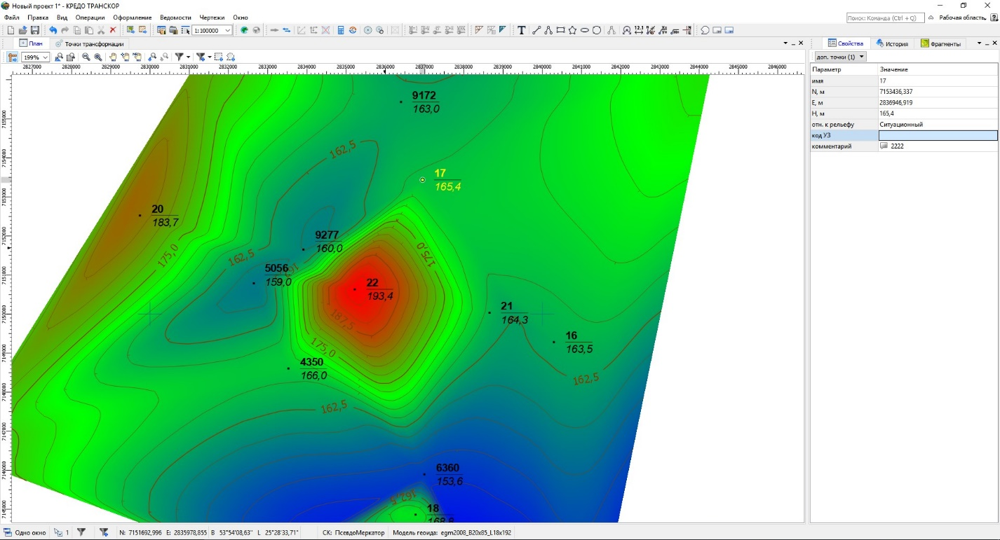 Новый проект 1* - КРЕДО ТРАНСКОР
Файл Правка Вид Операции Оформление Ведомости Чертежи Окно
Поиск: Команда (Ctrl + Q)
Рабочая область
1:100000
План Точки трансформации
199%
2827000 2828000 2829000 2830000 2831000 2832000 2833000 2834000 2835000 2836000 2837000 2838000 2839000 2840000 2841000 2842000 2843000 2844000 2845000 2846000
7155000
7154000
7153000
7152000
7151000
7150000
7149000
7148000
7147000
7146000
7145000
9172
163,0
162,5
17
165,4
20
183,7
175,0
9277
160,0
162,5
175,0
5056
159,0
22
193,4
187,5
175,0
21
164,3
16
163,5
162,5
4350
166,0
162,5
6360
153,6
162,5
18
168,8
Свойства История Фрагменты
доп. точки (1)
Параметр Значение
имя 17
N, м 7153436,337
E, м 2836946,919
H, м 165,4
отн. к рельефу Ситуационный
код УЗ
комментарий 2222
Одно окно 1 N: 7151692,996 E: 2835978,855 B 53°54'08,63" L 25°28'33,71" СК: ПсевдоМеркатор Модель геоида: egm2008_B20x85_L18x192